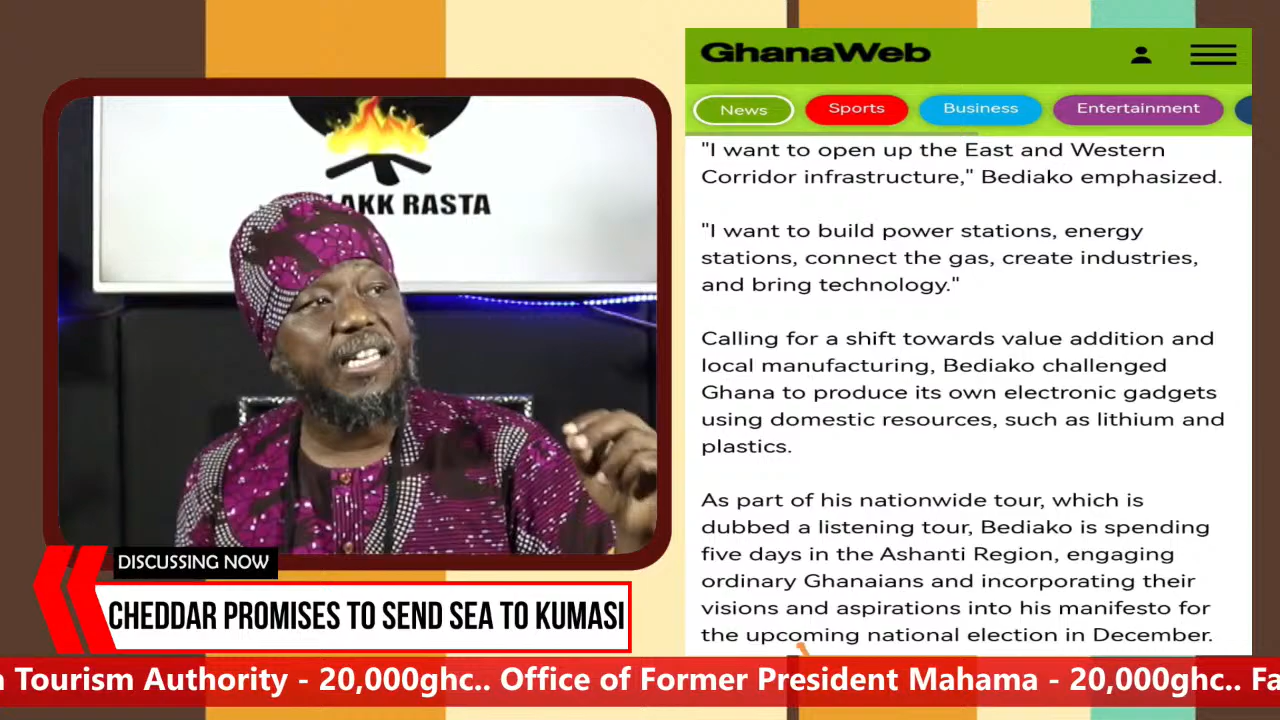 LAKK RASTA
DISCUSSING NOW
CHEDDAR PROMISES TO SEND SEA TO KUMASI
GhanaWeb
News
Sports
Business
Entertainment
"I want to open up the East and Western
Corridor infrastructure," Bediako emphasized.
"I want to build power stations, energy
stations, connect the gas, create industries,
and bring technology."
Calling for a shift towards value addition and
local manufacturing, Bediako challenged
Ghana to produce its own electronic gadgets
using domestic resources, such as lithium and
plastics.
As part of his nationwide tour, which is
dubbed a listening tour, Bediako is spending
five days in the Ashanti Region, engaging
ordinary Ghanaians and incorporating their
visions and aspirations into his manifesto for
the upcoming national election in December.
Tourism Authority - 20,000ghc.. Office of Former President Mahama - 20,000ghc.. Fa